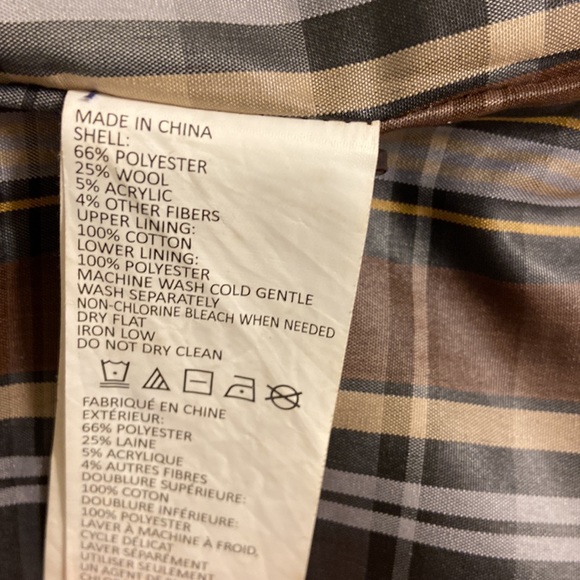 MADE IN CHINA
SHELL:
66% POLYESTER
25% WOOL
5% ACRYLIC
4% OTHER FIBERS
UPPER LINING:
100% COTTON
LOWER LINING:
100% POLYESTER
MACHINE WASH COLD GENTLE
WASH SEPARATELY
NON-CHLORINE BLEACH WHEN NEEDED
DRY FLAT
IRON LOW
DO NOT DRY CLEAN
FABRIQUÉ EN CHINE
EXTÉRIEUR:
66% POLYESTER
25% LAINE
5% ACRYLIQUE
4% AUTRES FIBRES
DOUBLURE SUPÉRIEURE:
100% COTON
DOUBLURE INFÉRIEURE:
100% POLYESTER
LAVER À MACHINE À FROID,
CYCLE DÉLICAT
LAVER SÉPARÉMENT
UTILISER SEULEMENT
UN AGENT DE